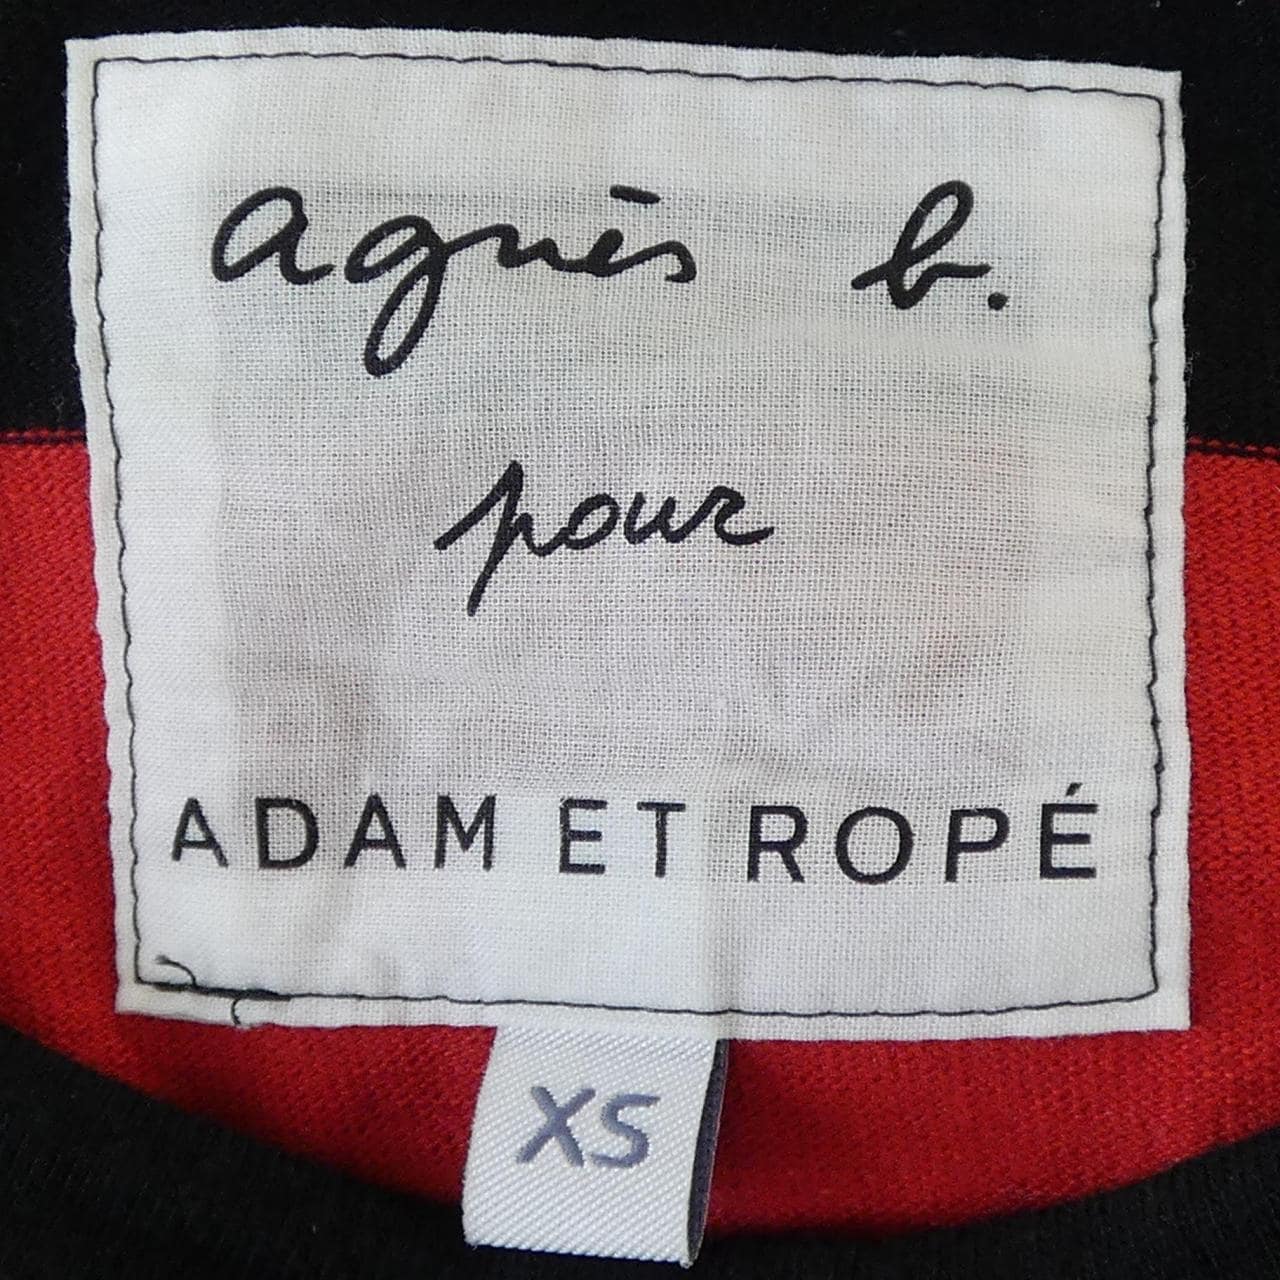 agnès b.
pour
ADAM ET ROPÉ
XS